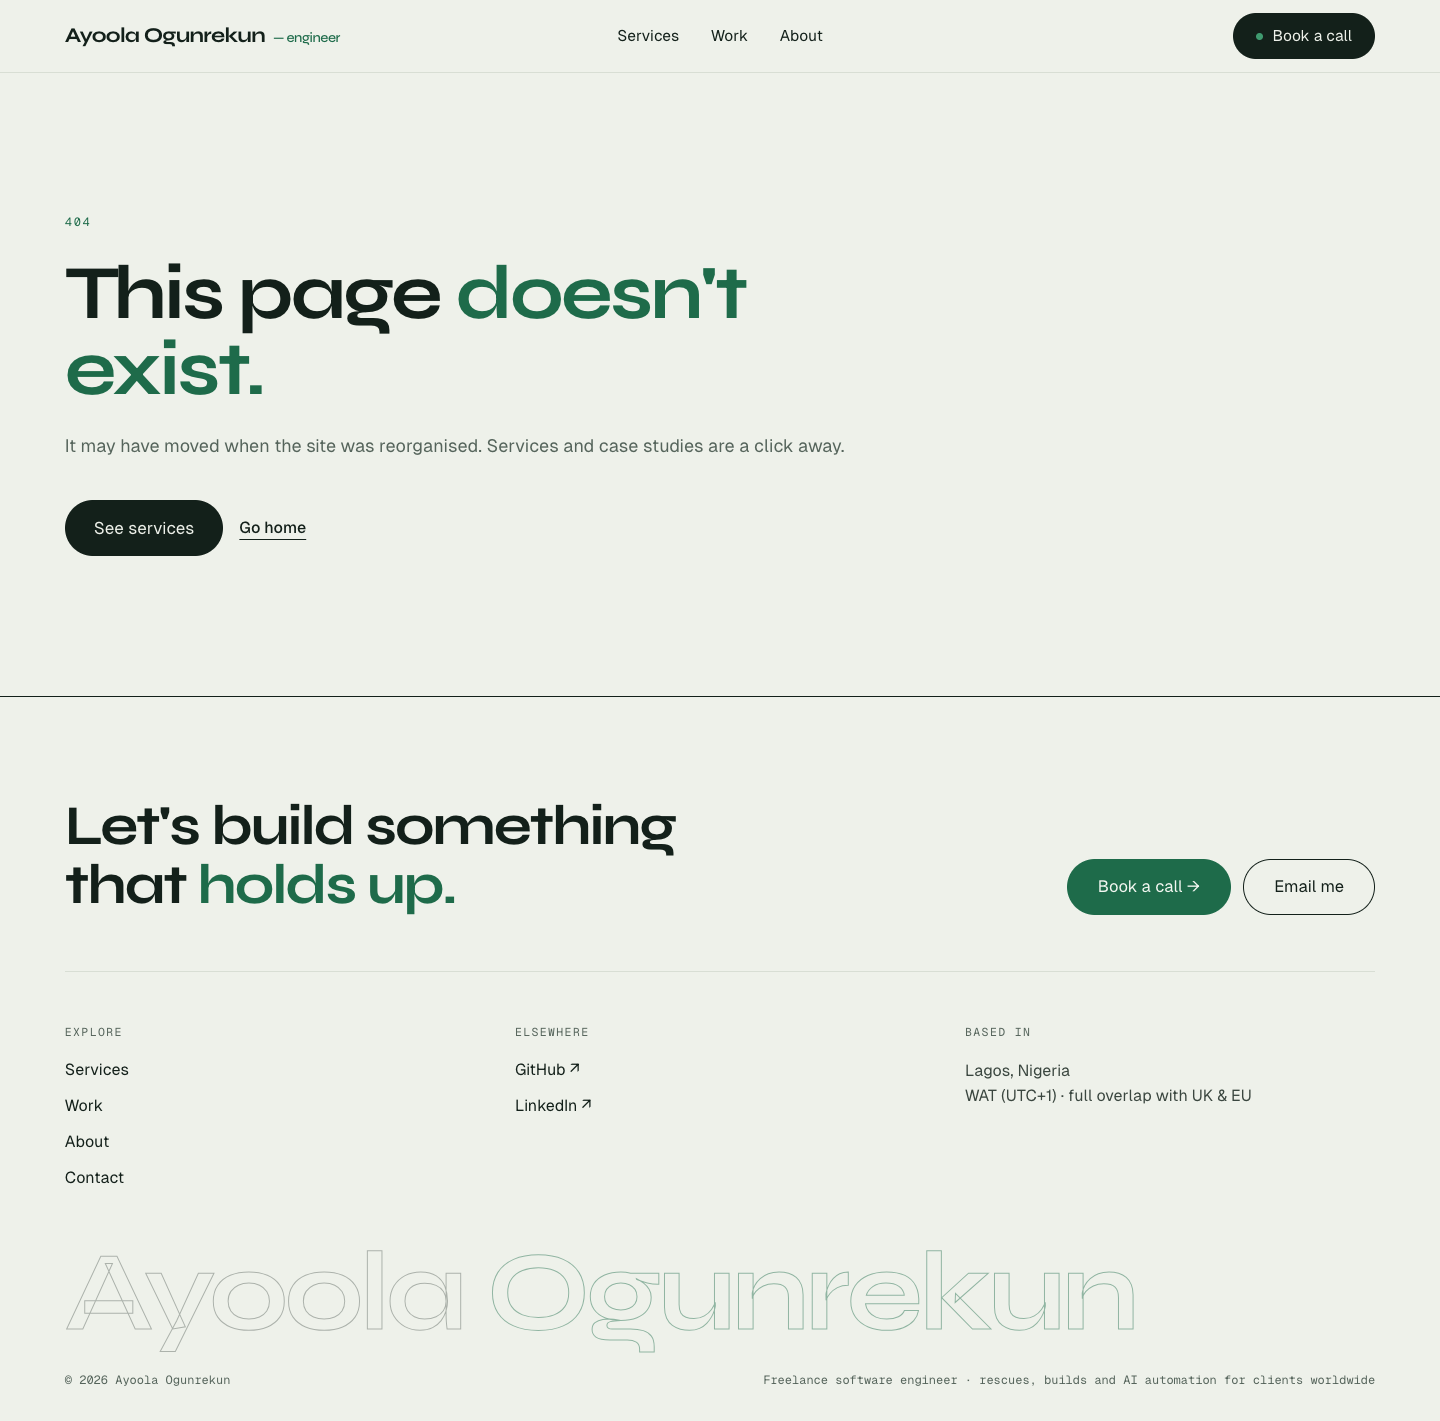 Ayoola Ogunrekun — engineer
Services
Work
About
Book a call
404
This page doesn't
exist.
It may have moved when the site was reorganised. Services and case studies are a click away.
See services
Go home
Let's build something
that holds up.
Book a call →
Email me
EXPLORE
Services
Work
About
Contact
ELSEWHERE
GitHub ↗
LinkedIn ↗
BASED IN
Lagos, Nigeria
WAT (UTC+1) · full overlap with UK & EU
Ayoola Ogunrekun
© 2026 Ayoola Ogunrekun
Freelance software engineer · rescues, builds and AI automation for clients worldwide